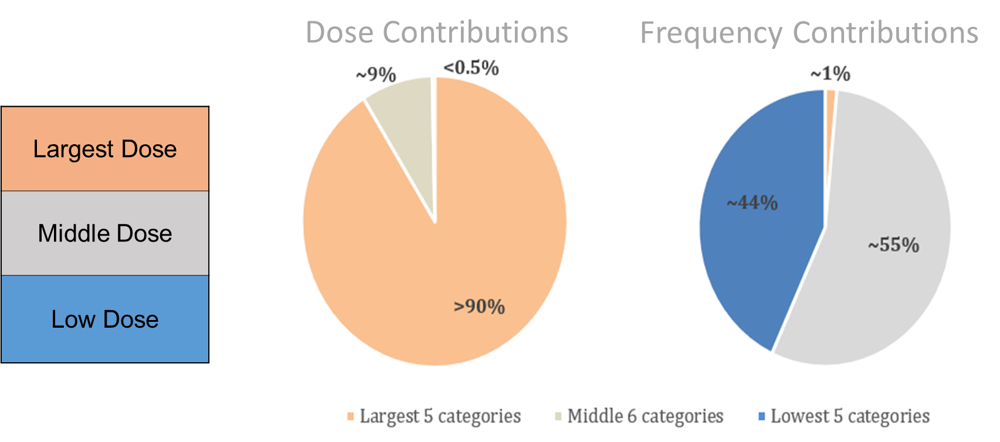 Dose Contributions
Frequency Contributions
~9%
<0.5%
~1%
Largest Dose
Middle Dose
Low Dose
~44%
~55%
>90%
Largest 5 categories
Middle 6 categories
Lowest 5 categories